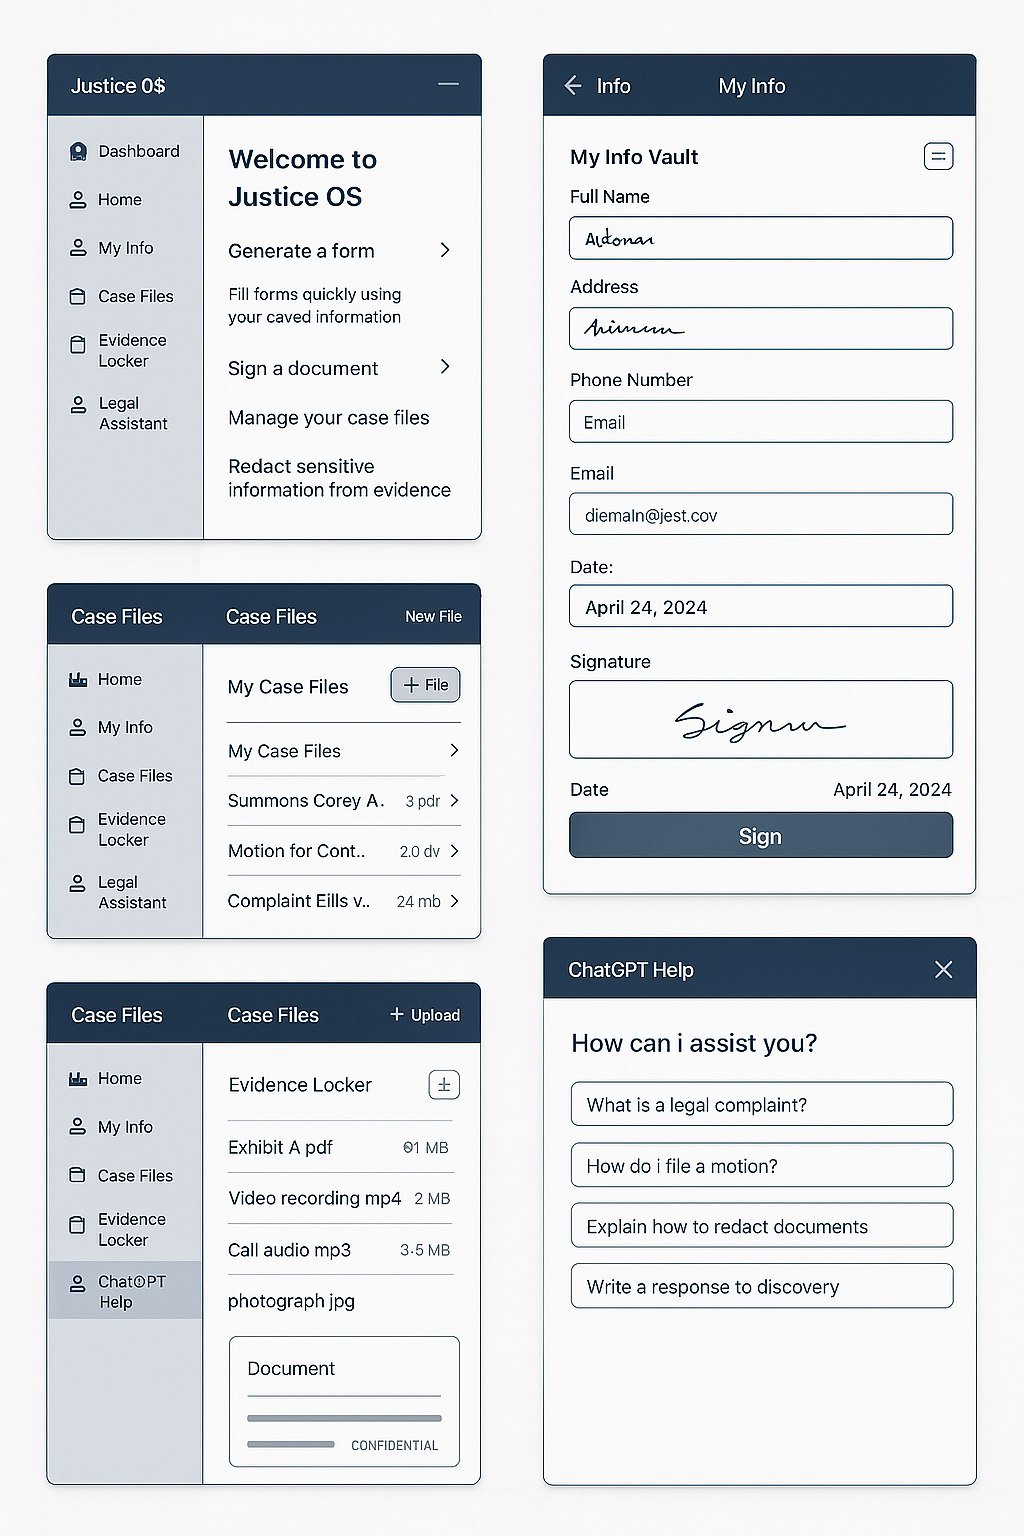 Justice 0$
Dashboard
Home
My Info
Case Files
Evidence
Locker
Legal
Assistant
Welcome to
Justice OS
Generate a form
Fill forms quickly using
your caved information
Sign a document
Manage your case files
Redact sensitive
information from evidence
Info
My Info
My Info Vault
Full Name
Address
Phone Number
Email
Email
diemaln@jest.cov
Date:
April 24, 2024
Signature
Date
April 24, 2024
Sign
Case Files
Case Files
New File
Home
My Info
Case Files
Evidence
Locker
Legal
Assistant
My Case Files
+ File
My Case Files
Summons Corey A. 3 pdr
Motion for Cont.. 2.0 dv
Complaint Eills v.. 24 mb
Case Files
Case Files
+ Upload
Home
My Info
Case Files
Evidence
Locker
Help
Evidence Locker
Exhibit A pdf
MB
Video recording mp4 2 MB
Call audio mp3 3·5 MB
photograph jpg
Document
CONFIDENTIAL
ChatGPT Help
How can i assist you?
What is a legal complaint?
How do i file a motion?
Explain how to redact documents
Write a response to discovery